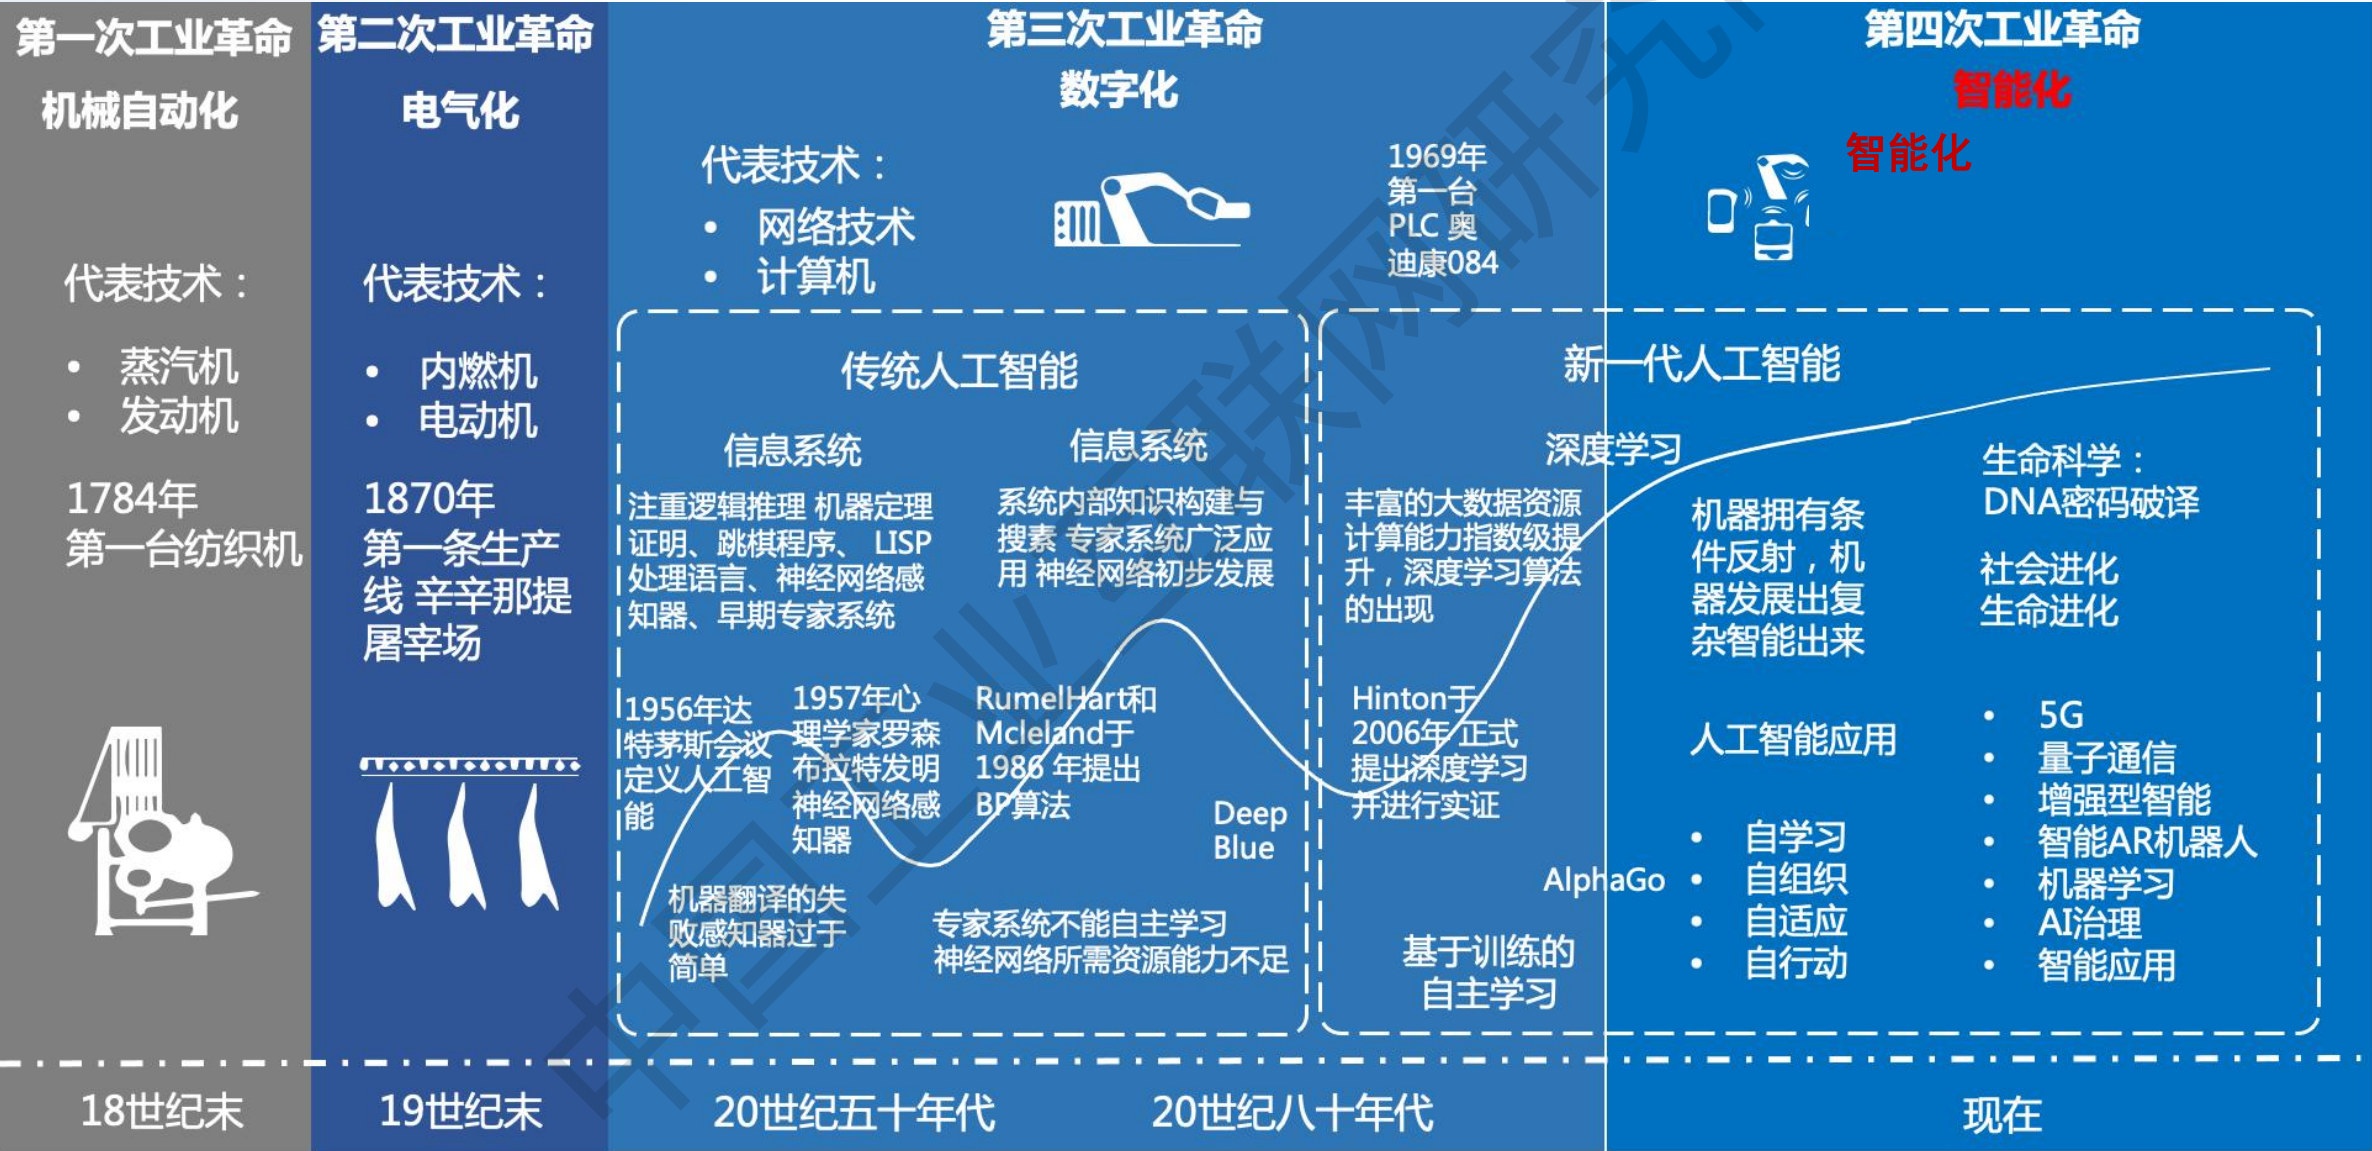 第一次工业革命
机械自动化
代表技术：
• 蒸汽机
• 发动机
1784年
第一台纺织机
18世纪末
第二次工业革命
电气化
代表技术：
• 内燃机
• 电动机
1870年
第一条生产
线 辛辛那提
屠宰场
19世纪末
第三次工业革命
数字化
代表技术：
• 网络技术
• 计算机
1969年
第一台
PLC 奥
迪康084
传统人工智能
信息系统
注重逻辑推理 机器定理
证明、跳棋程序、 LISP
处理语言、神经网络感
知器、早期专家系统
信息系统
系统内部知识构建与
搜素 专家系统广泛应
用 神经网络初步发展
1956年达
特茅斯会议
定义人工智
能
1957年心
理学家罗森
布拉特发明
神经网络感
知器
RumelHart和
Mcleland于
1986 年提出
BP算法
Deep
Blue
机器翻译的失
败感知器过于
简单
专家系统不能自主学习
神经网络所需资源能力不足
20世纪五十年代
20世纪八十年代
新一代人工智能
深度学习
丰富的大数据资源
计算能力指数级提
升，深度学习算法
的出现
Hinton于
2006年 正式
提出深度学习
并进行实证
AlphaGo
基于训练的
自主学习
第四次工业革命
智能化
智能化
机器拥有条
件反射，机
器发展出复
杂智能出来
人工智能应用
• 自学习
• 自组织
• 自适应
• 自行动
生命科学：
DNA密码破译
社会进化
生命进化
• 5G
• 量子通信
• 增强型智能
• 智能AR机器人
• 机器学习
• AI治理
• 智能应用
现在
中国工业互联网研究